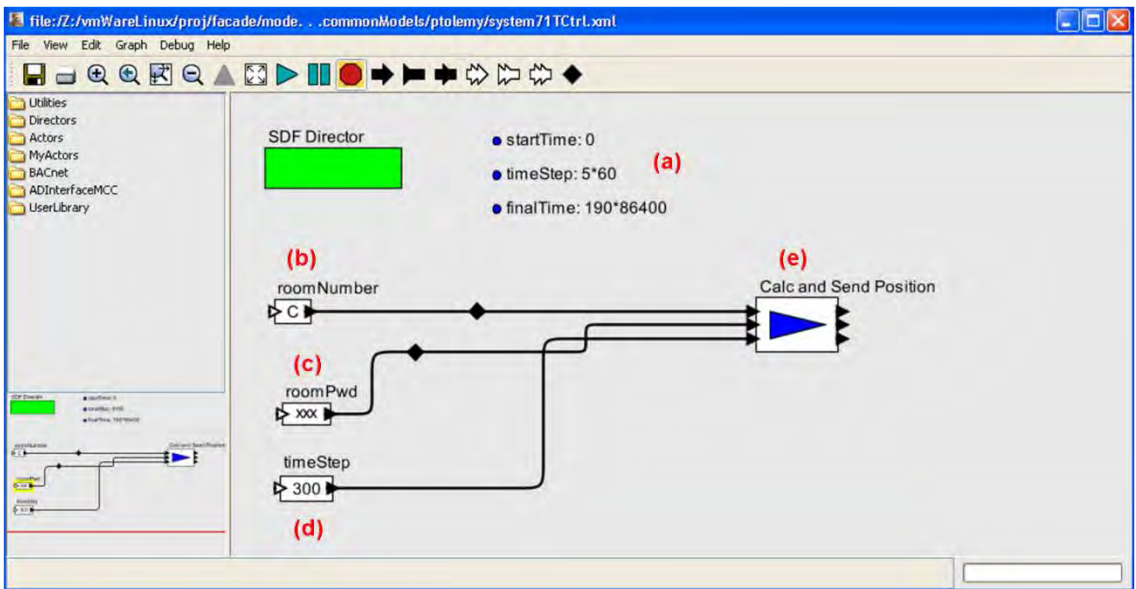 file:/Z:/vmWareLinux/proj/facade/mode. . .commonModels/ptolemy/system71TCtrl.xml
File View Edit Graph Debug Help
Utilities
Directors
Actors
MyActors
BACnet
ADInterfaceMCC
UserLibrary
SDF Director
startTime: 0
timeStep: 5*60
finalTime: 190*86400
(a)
(b)
roomNumber
C
(c)
roomPwd
xxx
timeStep
300
(d)
(e)
Calc and Send Position
SDF Director